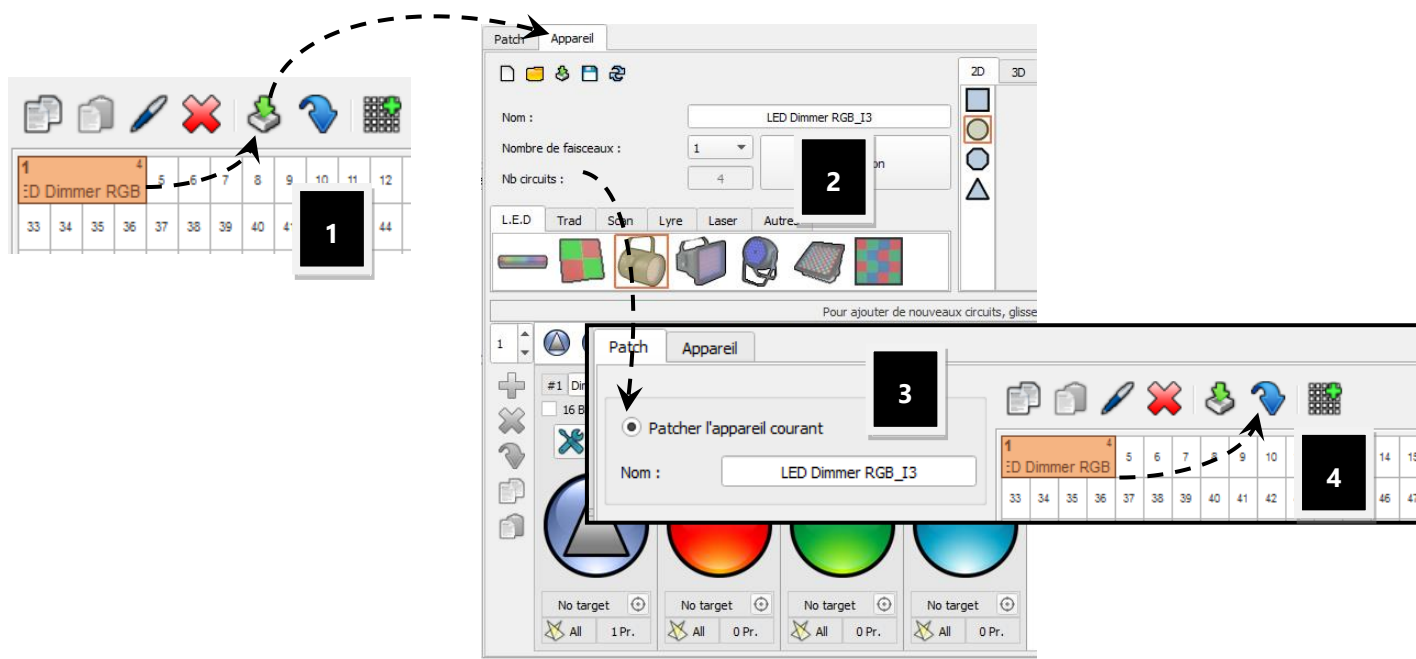 Patch Appareil
Nom : LED Dimmer RGB_I3
Nombre de faisceaux : 1
Nb circuits : 4
2
2D 3D
L.E.D Trad Scan Lyre Laser
1 4 5 6 7 8 9 10 11 12
ED Dimmer RGB
33 34 35 36 37 38 39 40 44
1
Pour ajouter de nouveaux circuits, glisse
1
#1
16 B
Patch Appareil
3
Patcher l'appareil courant
Nom : LED Dimmer RGB_I3
1 4 5 6 7 8 9 10 14 15
ED Dimmer RGB
33 34 35 36 37 38 39 40 41 42 46 47
4
No target No target No target No target
All 1 Pr. All 0 Pr. All 0 Pr. All 0 Pr.